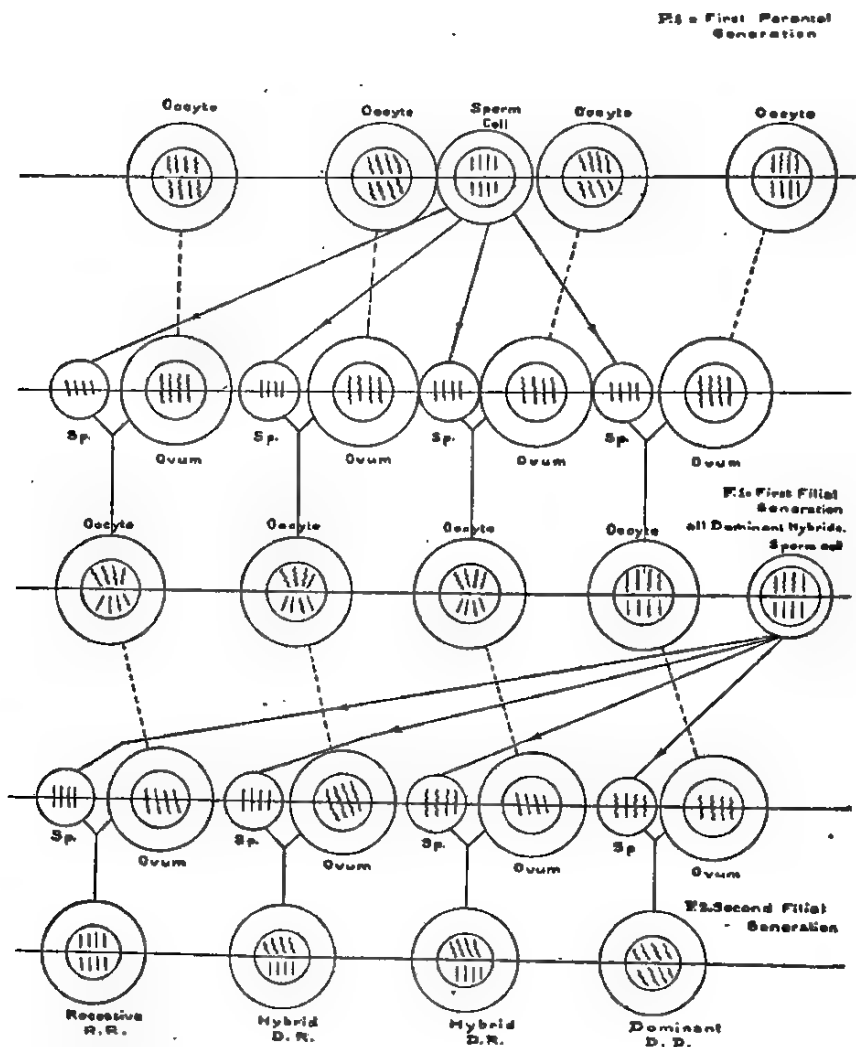 P.1 = First Parental
Generation
Oocyte
Oocyte
Sperm
Cell
Oocyte
Oocyte
Sp.
Ovum
Sp.
Ovum
Sp.
Ovum
Sp.
Ovum
F.1= First Filial
Generation
all Dominant Hybrids.
Sperm cell
Oocyte
Oocyte
Oocyte
Oocyte
Sp.
Ovum
Sp.
Ovum
Sp.
Ovum
Sp
Ovum
F.2. Second Filial
Generation
Recessive
R.R.
Hybrid
D.R.
Hybrid
D.R.
Dominant
D.D.